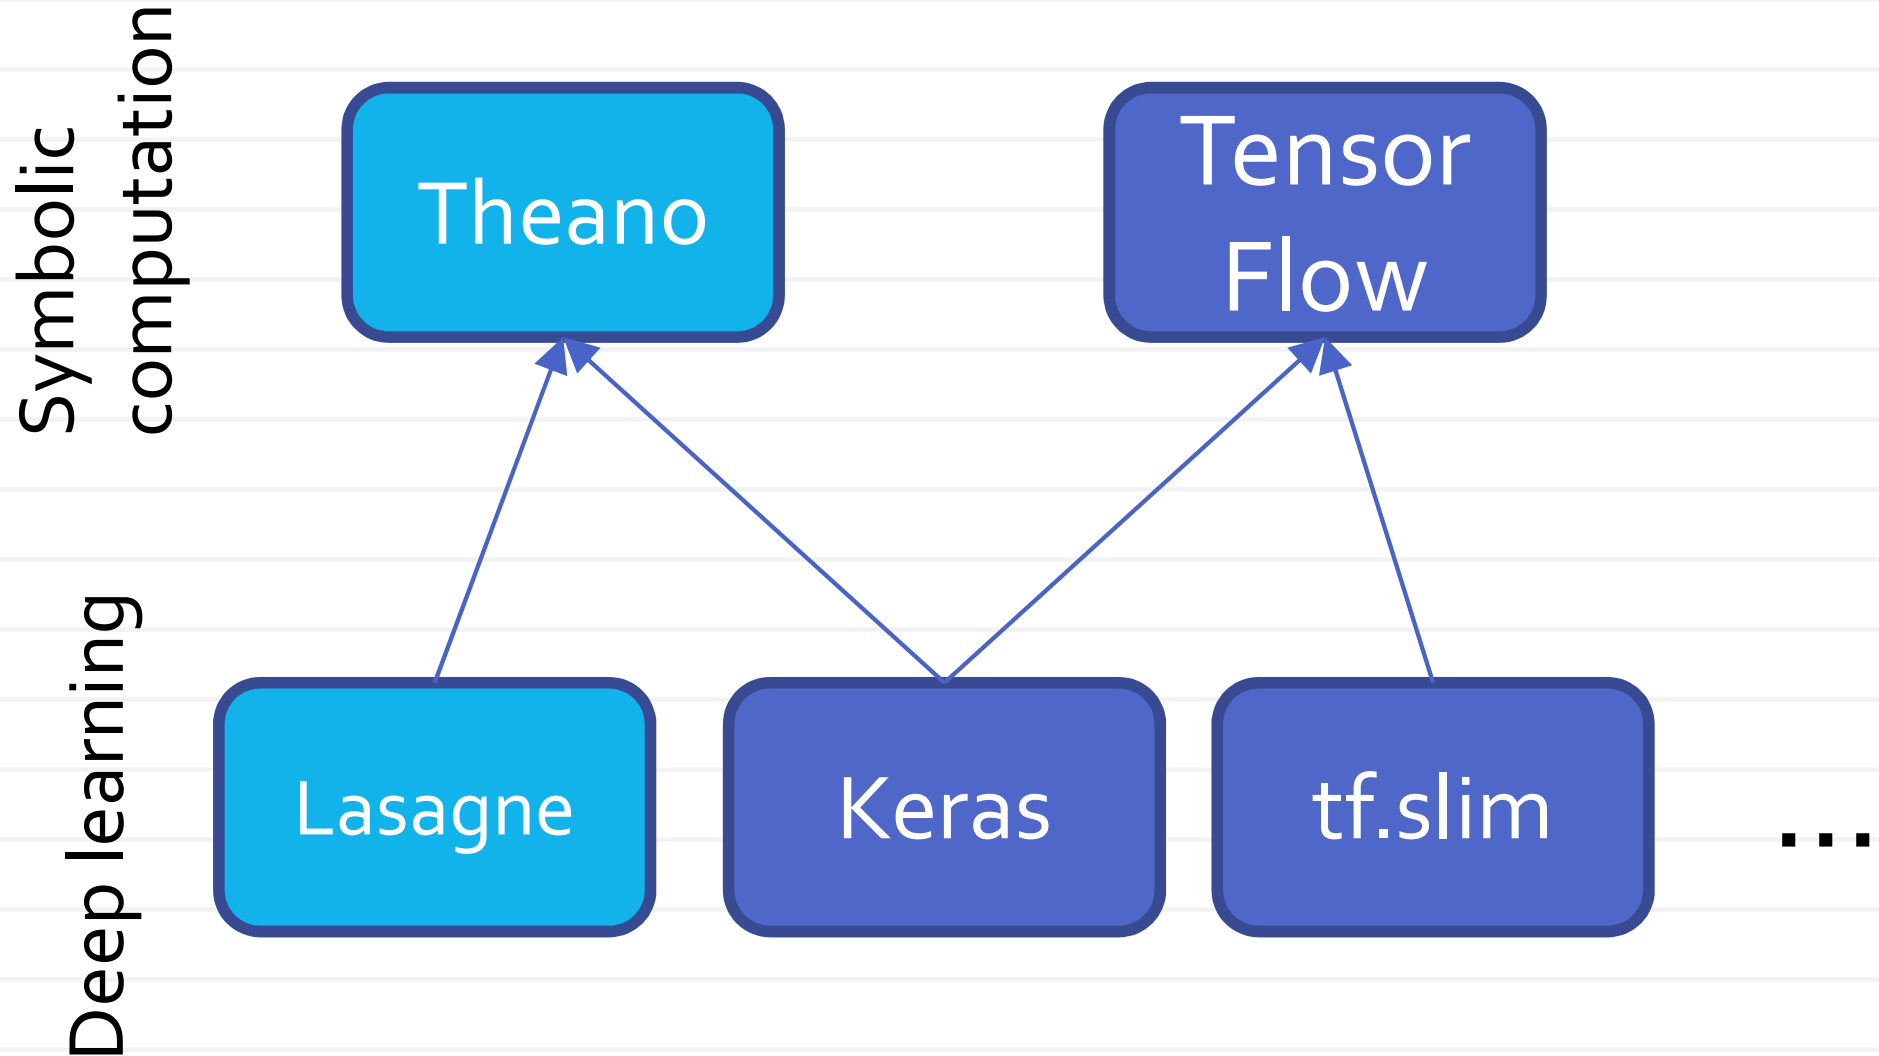 Symbolic
computation
Theano
Tensor
Flow
Deep learning
Lasagne
Keras
tf.slim
...